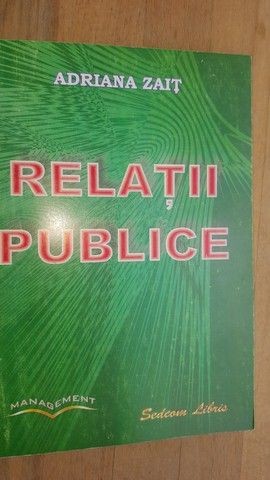 ADRIANA ZAIȚ
RELAȚII
PUBLICE
MANAGEMENT
Sedcom Libris